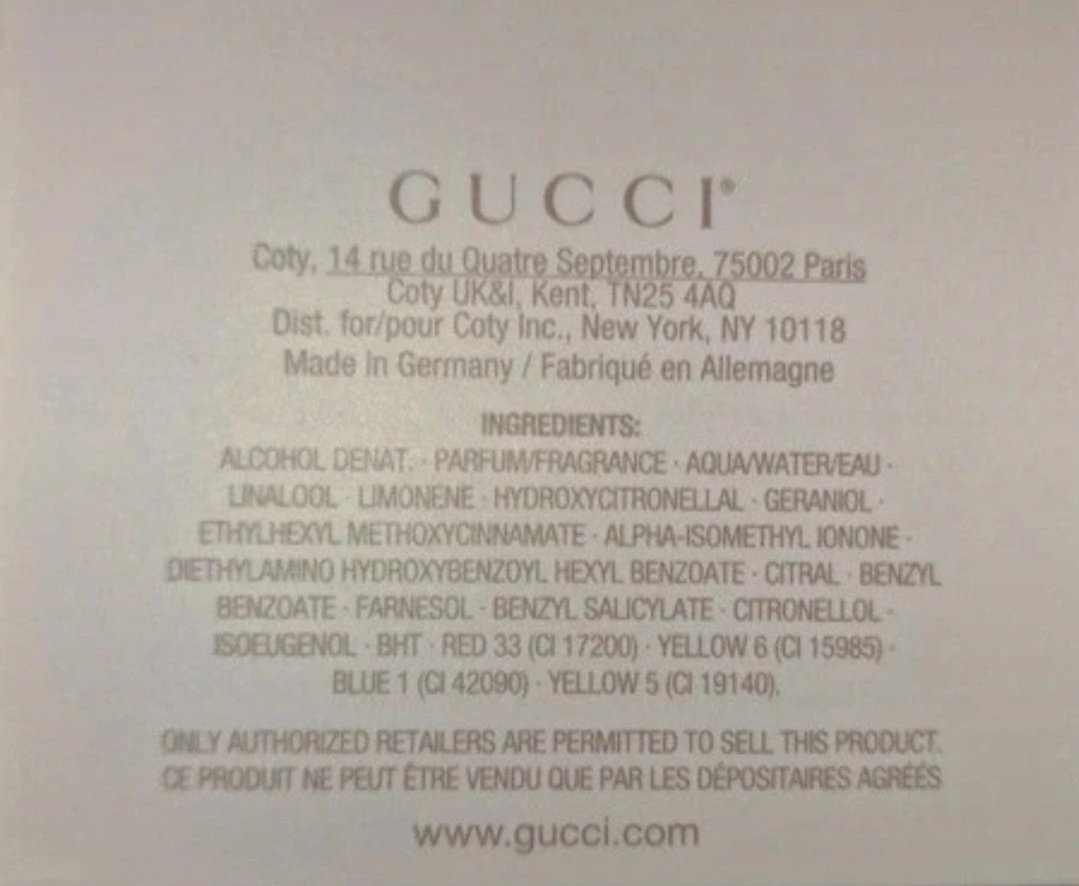 GUCCI®
Coty, 14 rue du Quatre Septembre, 75002 Paris
Coty UK&I, Kent, TN25 4AQ
Dist. for/pour Coty Inc., New York, NY 10118
Made in Germany / Fabriqué en Allemagne
INGREDIENTS:
ALCOHOL DENAT. · PARFUM/FRAGRANCE · AQUA/WATER/EAU ·
LINALOOL · LIMONENE · HYDROXYCITRONELLAL · GERANIOL ·
ETHYLHEXYL METHOXYCINNAMATE · ALPHA-ISOMETHYL IONONE ·
DIETHYLAMINO HYDROXYBENZOYL HEXYL BENZOATE · CITRAL · BENZYL
BENZOATE · FARNESOL · BENZYL SALICYLATE · CITRONELLOL ·
ISOEUGENOL · BHT · RED 33 (CI 17200) · YELLOW 6 (CI 15985) ·
BLUE 1 (CI 42090) · YELLOW 5 (CI 19140).
ONLY AUTHORIZED RETAILERS ARE PERMITTED TO SELL THIS PRODUCT.
CE PRODUIT NE PEUT ÊTRE VENDU QUE PAR LES DÉPOSITAIRES AGRÉÉS
www.gucci.com